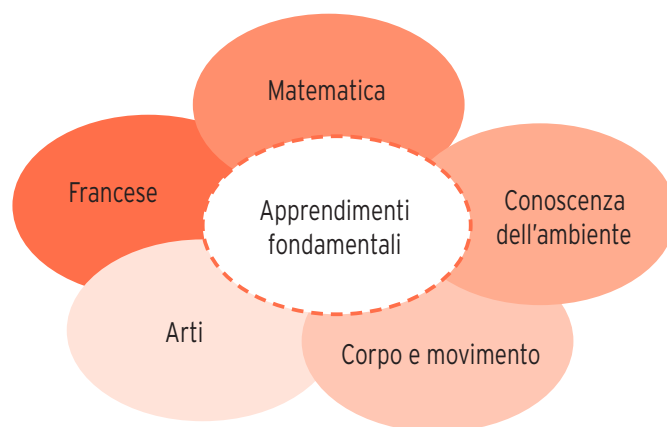 Matematica
Francese
Conoscenza
dell'ambiente
Apprendimenti
fondamentali
Arti
Corpo e movimento